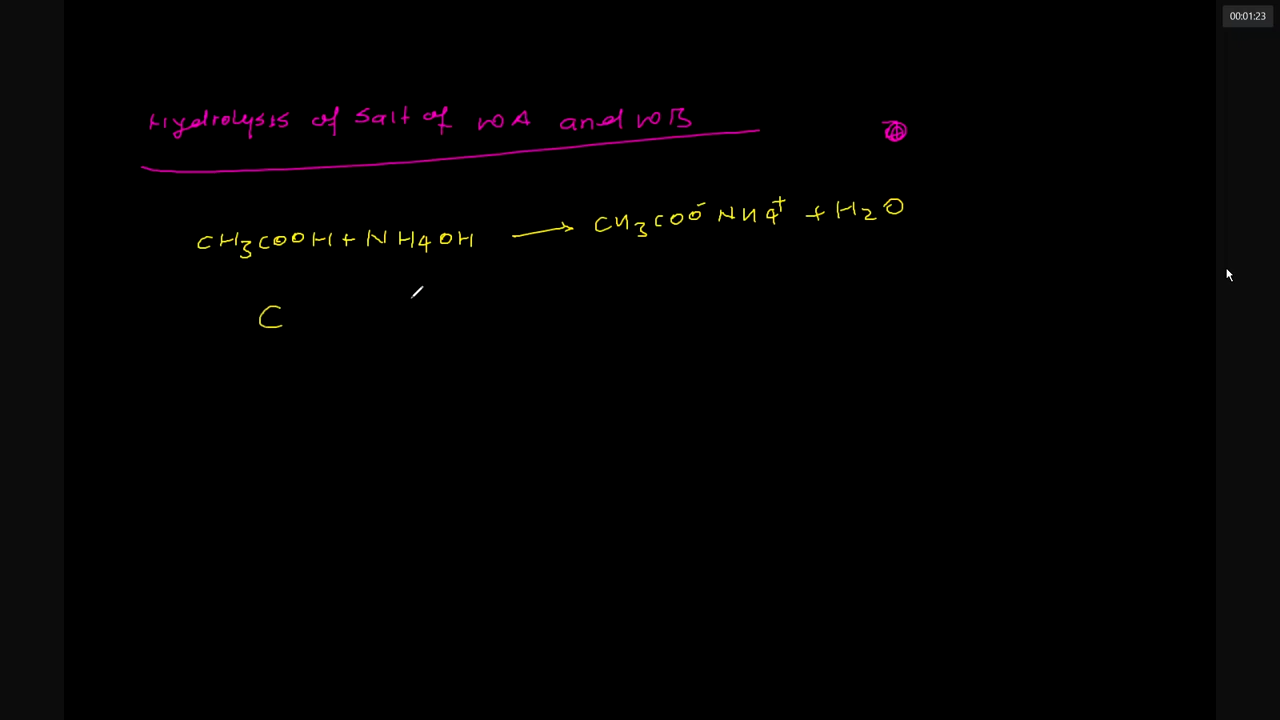 00:01:23
Hydrolysis of Salt of WA and WB
CH3COOH + NH4OH → CH3COO⁻ NH4⁺ + H2O
C